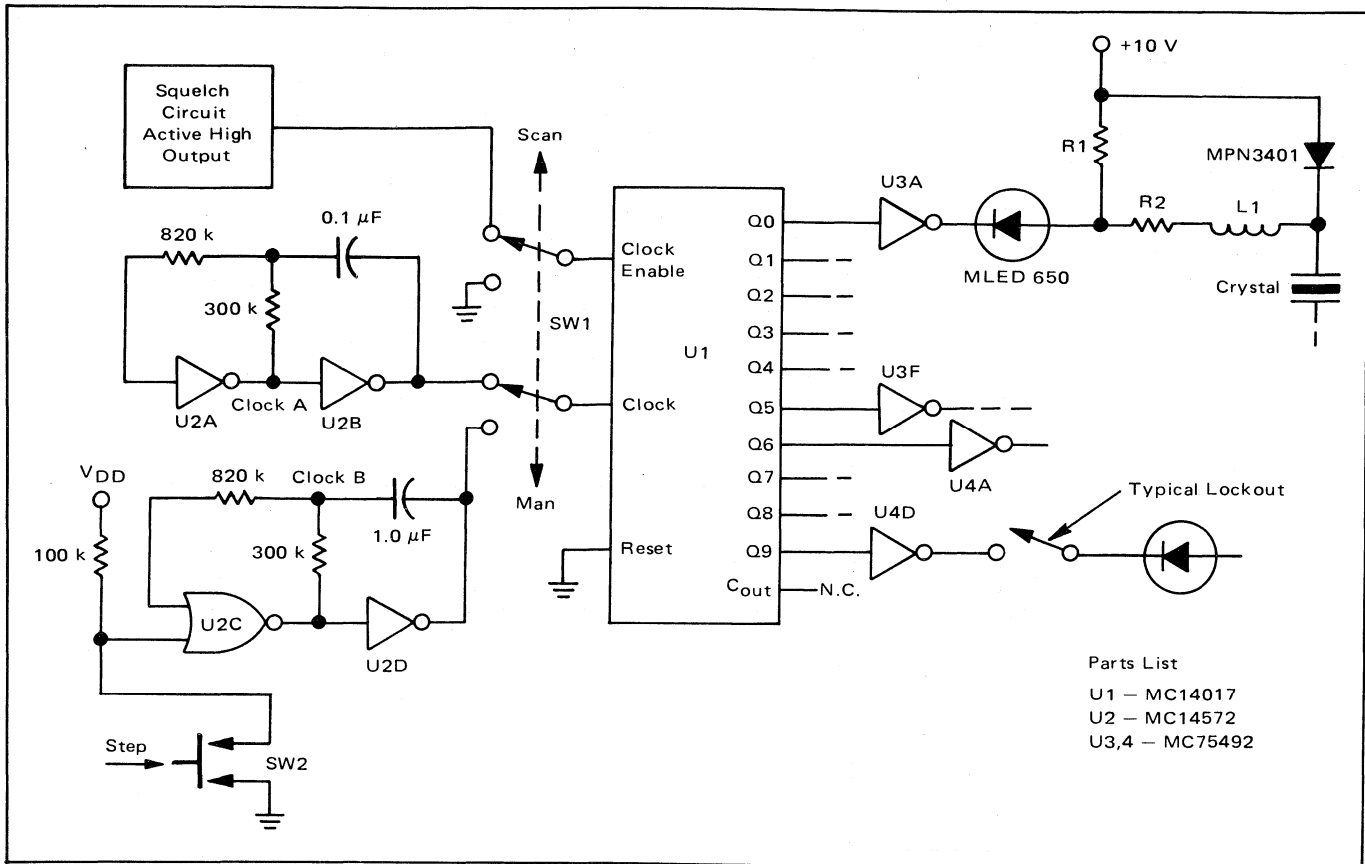 Squelch
Circuit
Active High
Output
820 k
0.1 µF
300 k
U2A
Clock A
U2B
Scan
SW1
Man
VDD
820 k
Clock B
100 k
300 k
1.0 µF
U2C
U2D
Step
SW2
Clock
Enable
Clock
Reset
U1
Q0
Q1
Q2
Q3
Q4
Q5
Q6
Q7
Q8
Q9
Cout
N.C.
U3A
MLED 650
+10 V
R1
MPN3401
R2
L1
Crystal
U3F
U4A
U4D
Typical Lockout
Parts List
U1 — MC14017
U2 — MC14572
U3,4 — MC75492